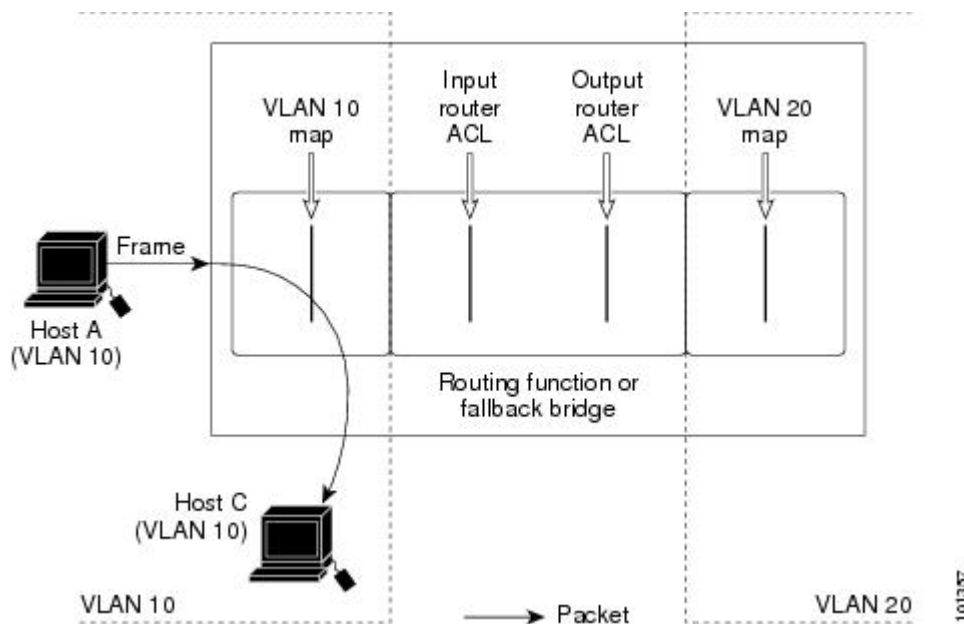 VLAN 10
map
Input
router
ACL
Output
router
ACL
VLAN 20
map
Frame
Host A
(VLAN 10)
Routing function or
fallback bridge
Host C
(VLAN 10)
VLAN 10
Packet
VLAN 20
101357